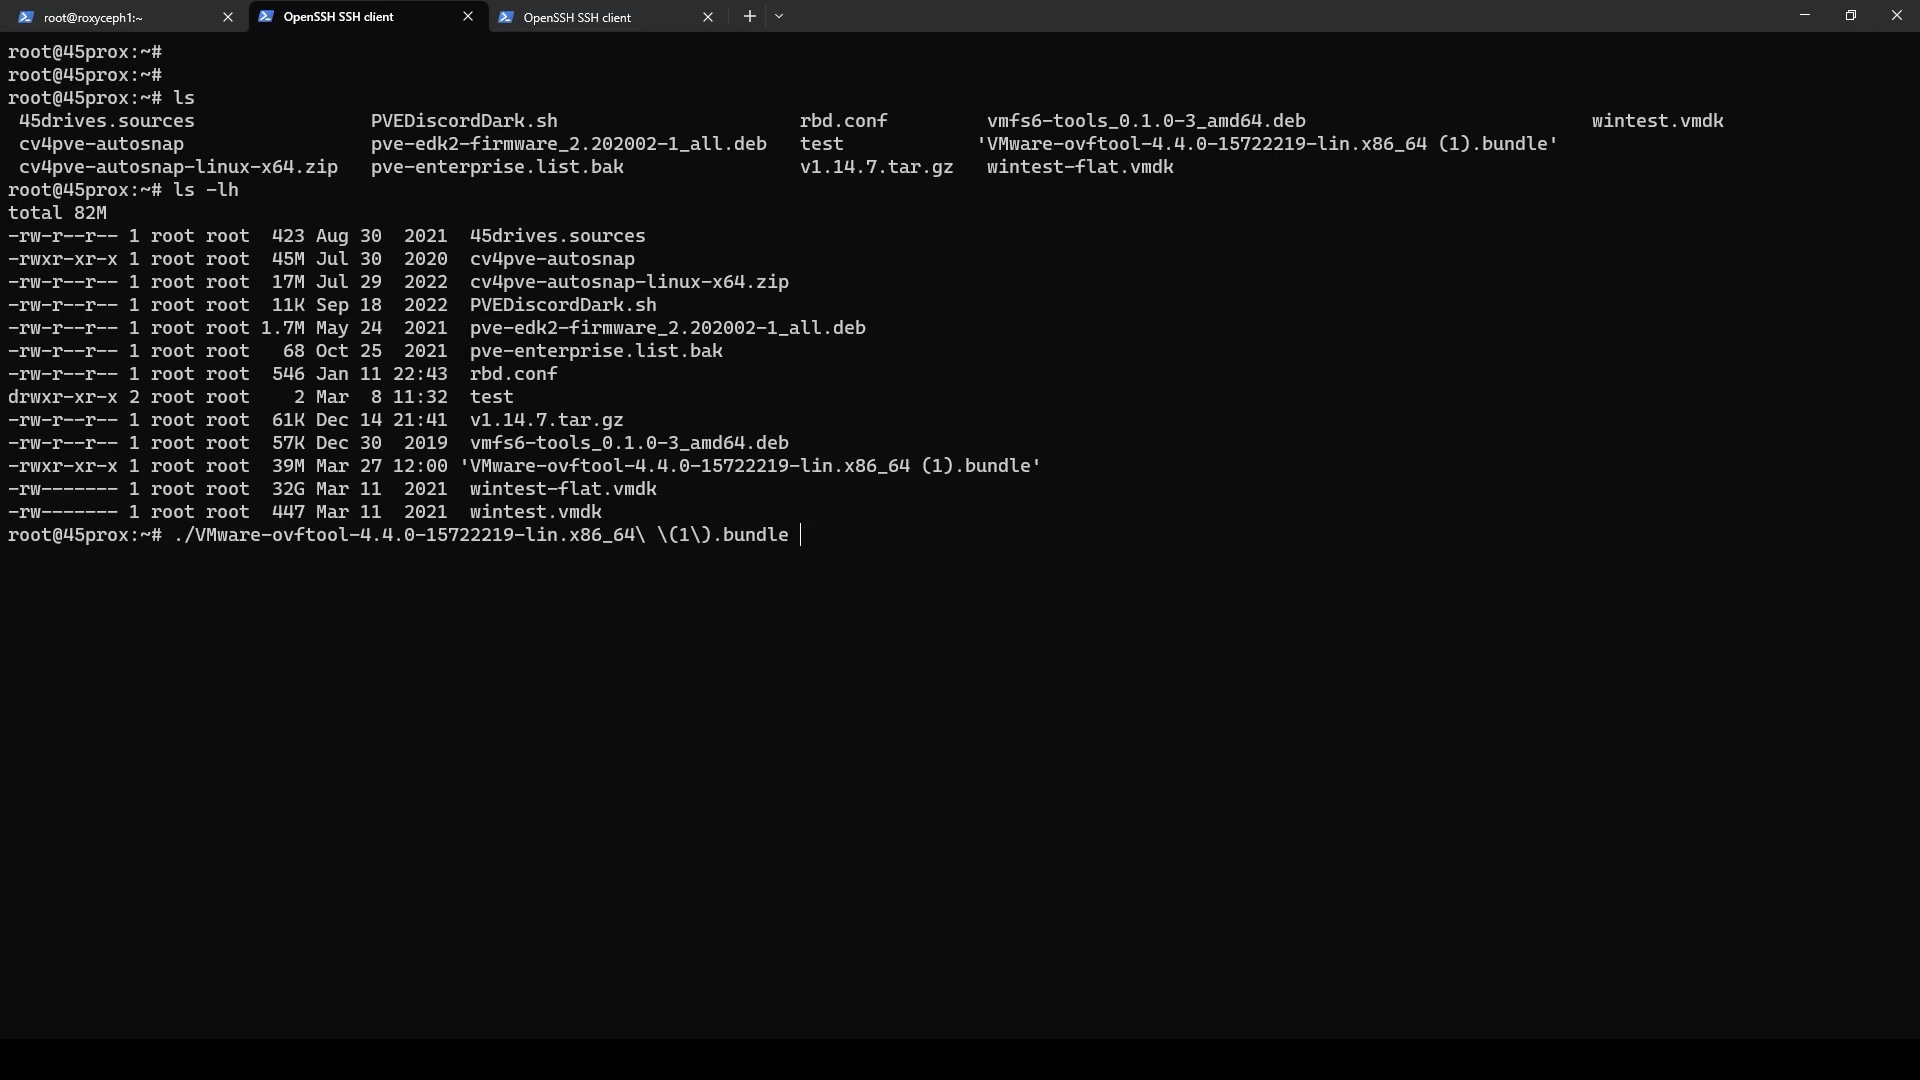 root@roxyceph1:~
OpenSSH SSH client
OpenSSH SSH client
root@45prox:~#
root@45prox:~#
root@45prox:~# ls
45drives.sources PVEDiscordDark.sh rbd.conf vmfs6-tools_0.1.0-3_amd64.deb wintest.vmdk
cv4pve-autosnap pve-edk2-firmware_2.202002-1_all.deb test 'VMware-ovftool-4.4.0-15722219-lin.x86_64 (1).bundle'
cv4pve-autosnap-linux-x64.zip pve-enterprise.list.bak v1.14.7.tar.gz wintest-flat.vmdk
root@45prox:~# ls -lh
total 82M
-rw-r--r-- 1 root root 423 Aug 30 2021 45drives.sources
-rwxr-xr-x 1 root root 45M Jul 30 2020 cv4pve-autosnap
-rw-r--r-- 1 root root 17M Jul 29 2022 cv4pve-autosnap-linux-x64.zip
-rw-r--r-- 1 root root 11K Sep 18 2022 PVEDiscordDark.sh
-rw-r--r-- 1 root root 1.7M May 24 2021 pve-edk2-firmware_2.202002-1_all.deb
-rw-r--r-- 1 root root 68 Oct 25 2021 pve-enterprise.list.bak
-rw-r--r-- 1 root root 546 Jan 11 22:43 rbd.conf
drwxr-xr-x 2 root root 2 Mar 8 11:32 test
-rw-r--r-- 1 root root 61K Dec 14 21:41 v1.14.7.tar.gz
-rw-r--r-- 1 root root 57K Dec 30 2019 vmfs6-tools_0.1.0-3_amd64.deb
-rwxr-xr-x 1 root root 39M Mar 27 12:00 'VMware-ovftool-4.4.0-15722219-lin.x86_64 (1).bundle'
-rw------- 1 root root 32G Mar 11 2021 wintest-flat.vmdk
-rw------- 1 root root 447 Mar 11 2021 wintest.vmdk
root@45prox:~# ./VMware-ovftool-4.4.0-15722219-lin.x86_64\ \(1\).bundle